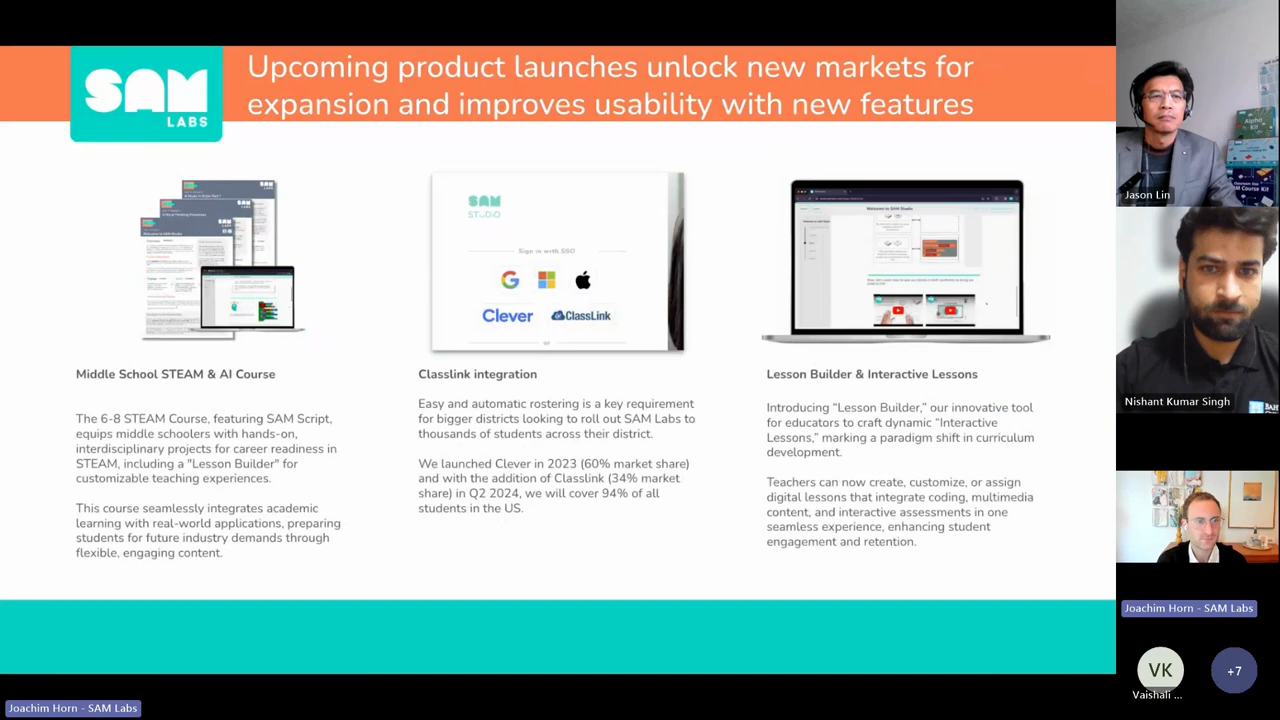 SAM
LABS
Upcoming product launches unlock new markets for
expansion and improves usability with new features
SAM
STUDIO
Sign in with SSO
Clever
ClassLink
Welcome to SAM Studio
Middle School STEAM & AI Course
The 6-8 STEAM Course, featuring SAM Script,
equips middle schoolers with hands-on,
interdisciplinary projects for career readiness in
STEAM, including a "Lesson Builder" for
customizable teaching experiences.
This course seamlessly integrates academic
learning with real-world applications, preparing
students for future industry demands through
flexible, engaging content.
Classlink integration
Easy and automatic rostering is a key requirement
for bigger districts looking to roll out SAM Labs to
thousands of students across their district.
We launched Clever in 2023 (60% market share)
and with the addition of Classlink (34% market
share) in Q2 2024, we will cover 94% of all
students in the US.
Lesson Builder & Interactive Lessons
Introducing “Lesson Builder,” our innovative tool
for educators to craft dynamic “Interactive
Lessons,” marking a paradigm shift in curriculum
development.
Teachers can now create, customize, or assign
digital lessons that integrate coding, multimedia
content, and interactive assessments in one
seamless experience, enhancing student
engagement and retention.
Alpha
Kit
Jason Lin
Nishant Kumar Singh
Joachim Horn - SAM Labs
VK
+7
Vaishali ...
Joachim Horn - SAM Labs